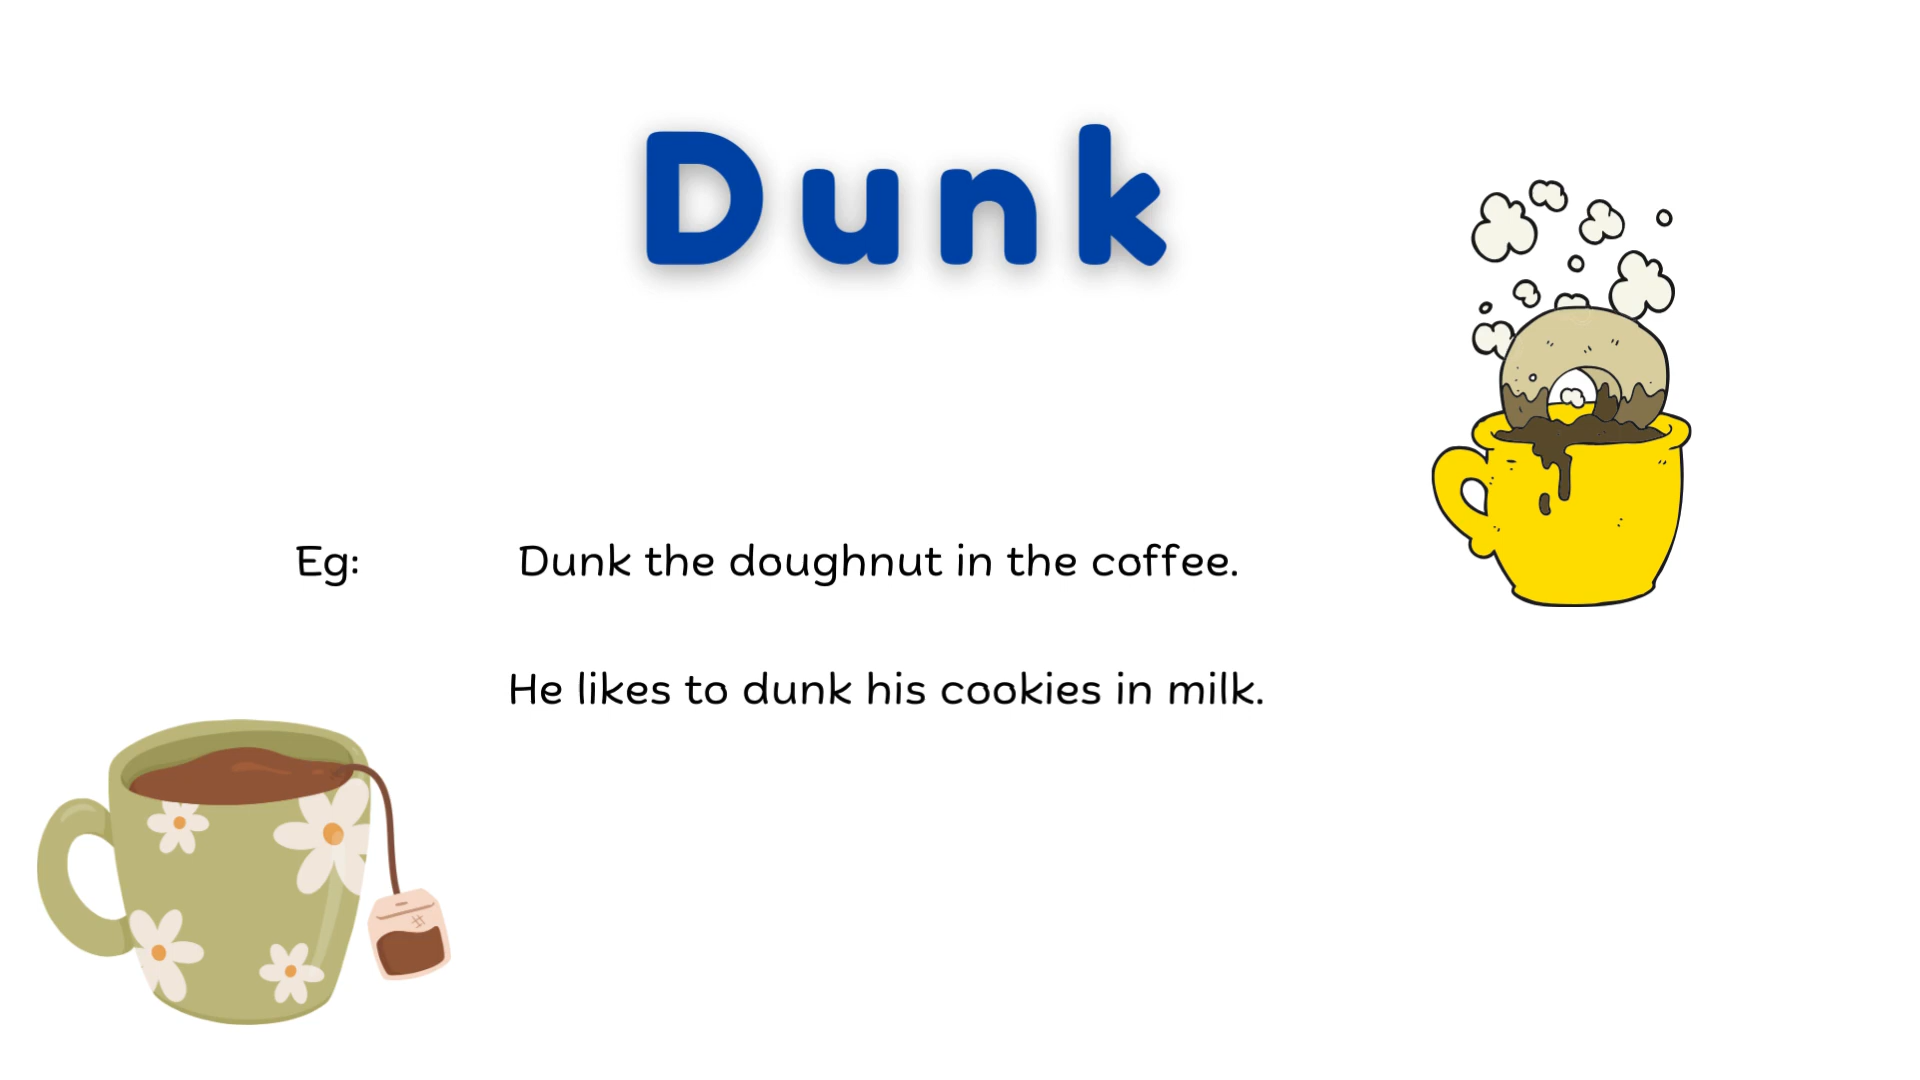 Dunk
Eg: Dunk the doughnut in the coffee.
He likes to dunk his cookies in milk.